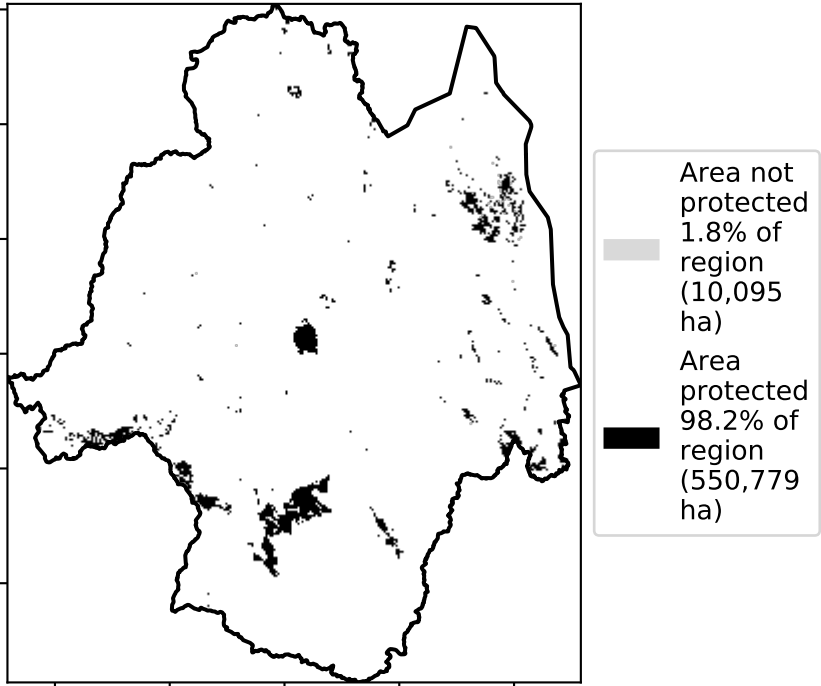 Area not
protected
1.8% of
region
(10,095
ha)
Area
protected
98.2% of
region
(550,779
ha)